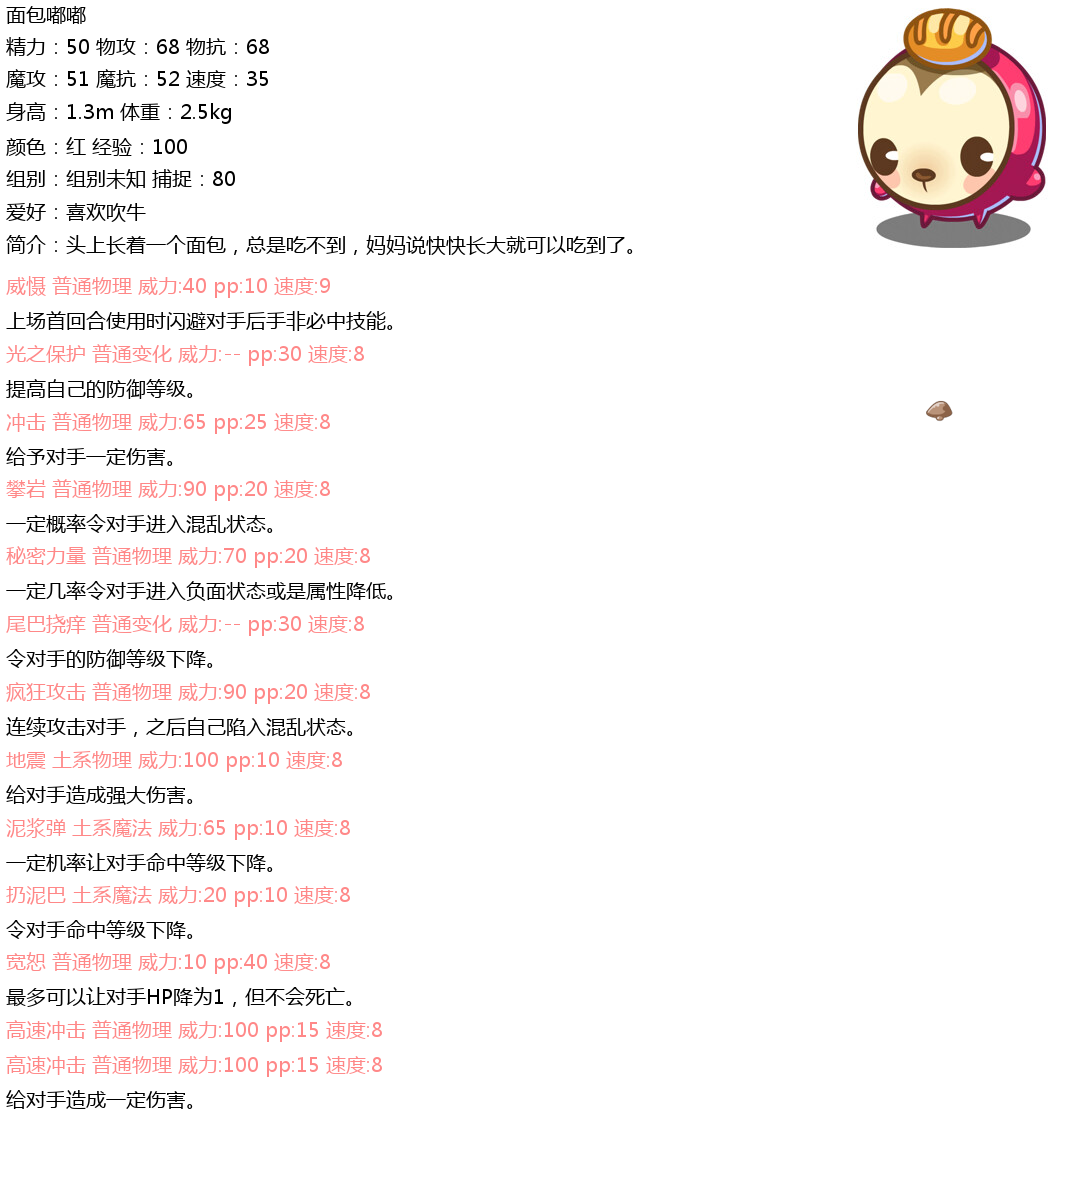 面包嘟嘟
精力：50 物攻：68 物抗：68
魔攻：51 魔抗：52 速度：35
身高：1.3m 体重：2.5kg
颜色：红 经验：100
组别：组别未知 捕捉：80
爱好：喜欢吹牛
简介：头上长着一个面包，总是吃不到，妈妈说快快长大就可以吃到了。
威慑 普通物理 威力:40 pp:10 速度:9
上场首回合使用时闪避对手后手非必中技能。
光之保护 普通变化 威力:-- pp:30 速度:8
提高自己的防御等级。
冲击 普通物理 威力:65 pp:25 速度:8
给予对手一定伤害。
攀岩 普通物理 威力:90 pp:20 速度:8
一定概率令对手进入混乱状态。
秘密力量 普通物理 威力:70 pp:20 速度:8
一定几率令对手进入负面状态或是属性降低。
尾巴挠痒 普通变化 威力:-- pp:30 速度:8
令对手的防御等级下降。
疯狂攻击 普通物理 威力:90 pp:20 速度:8
连续攻击对手，之后自己陷入混乱状态。
地震 土系物理 威力:100 pp:10 速度:8
给对手造成强大伤害。
泥浆弹 土系魔法 威力:65 pp:10 速度:8
一定机率让对手命中等级下降。
扔泥巴 土系魔法 威力:20 pp:10 速度:8
令对手命中等级下降。
宽恕 普通物理 威力:10 pp:40 速度:8
最多可以让对手HP降为1，但不会死亡。
高速冲击 普通物理 威力:100 pp:15 速度:8
高速冲击 普通物理 威力:100 pp:15 速度:8
给对手造成一定伤害。